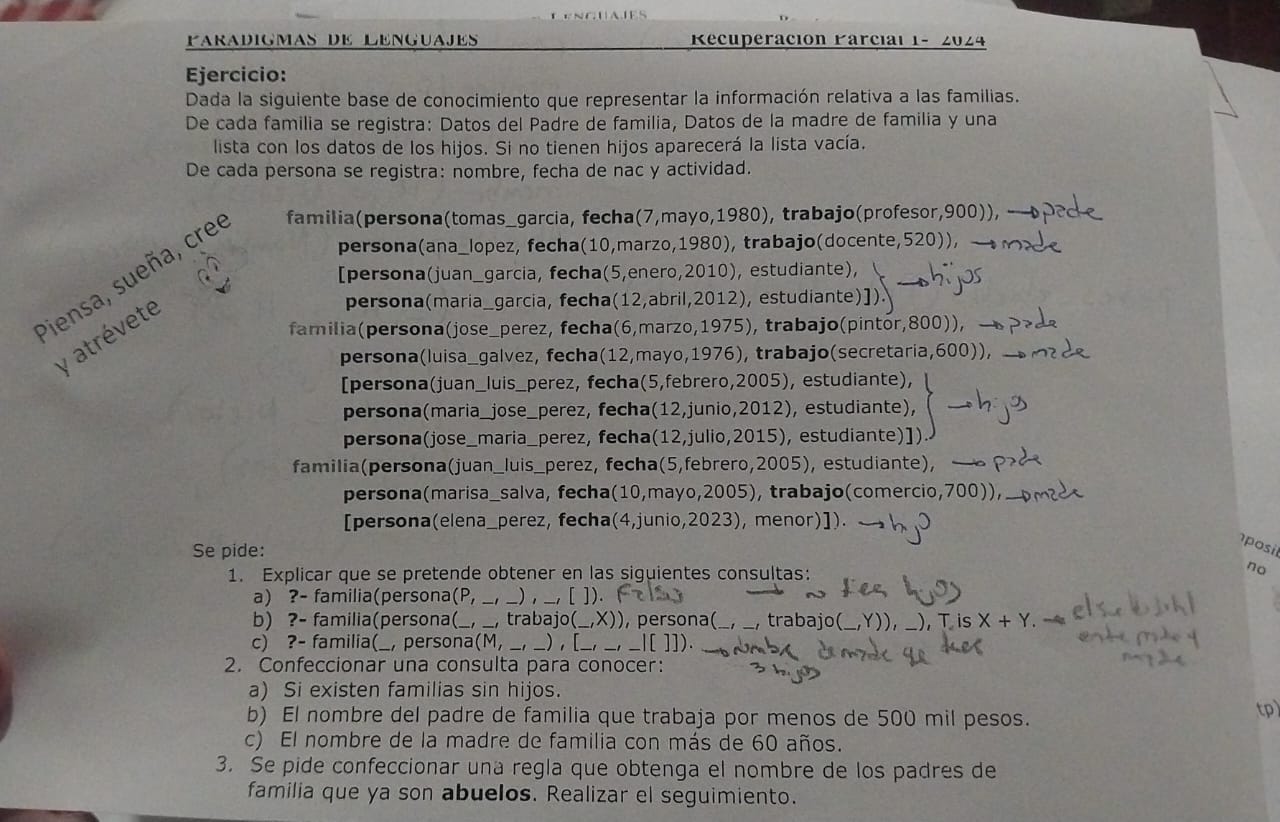 LENGUAJES
PARADIGMAS DE LENGUAJES Recuperación Parcial 1- 2024
Ejercicio:
Dada la siguiente base de conocimiento que representar la información relativa a las familias.
De cada familia se registra: Datos del Padre de familia, Datos de la madre de familia y una
lista con los datos de los hijos. Si no tienen hijos aparecerá la lista vacía.
De cada persona se registra: nombre, fecha de nac y actividad.
Piensa, sueña, cree
y atrévete
familia(persona(tomas_garcia, fecha(7,mayo,1980), trabajo(profesor,900)), → padre
persona(ana_lopez, fecha(10,marzo,1980), trabajo(docente,520)), → madre
[persona(juan_garcia, fecha(5,enero,2010), estudiante),
persona(maria_garcia, fecha(12,abril,2012), estudiante)]). → hijos
familia(persona(jose_perez, fecha(6,marzo,1975), trabajo(pintor,800)), → padre
persona(luisa_galvez, fecha(12,mayo,1976), trabajo(secretaria,600)), → madre
[persona(juan_luis_perez, fecha(5,febrero,2005), estudiante),
persona(maria_jose_perez, fecha(12,junio,2012), estudiante), → hijos
persona(jose_maria_perez, fecha(12,julio,2015), estudiante)]).
familia(persona(juan_luis_perez, fecha(5,febrero,2005), estudiante), → padre
persona(marisa_salva, fecha(10,mayo,2005), trabajo(comercio,700)), → madre
[persona(elena_perez, fecha(4,junio,2023), menor)]). → hijo
Se pide:
1. Explicar que se pretende obtener en las siguientes consultas:
a) ?- familia(persona(P, _, _) , _, [ ]). Falso → no hijos
b) ?- familia(persona(_, _, trabajo(_,X)), persona(_, _, trabajo(_,Y)), _), T is X + Y. → el
entre padre y
madre
c) ?- familia(_, persona(M, _, _) , [_, _, _|[ ]]). → nombre de madre que
3 hijos
2. Confeccionar una consulta para conocer:
a) Si existen familias sin hijos.
b) El nombre del padre de familia que trabaja por menos de 500 mil pesos.
c) El nombre de la madre de familia con más de 60 años.
3. Se pide confeccionar una regla que obtenga el nombre de los padres de
familia que ya son abuelos. Realizar el seguimiento.
no
tp)